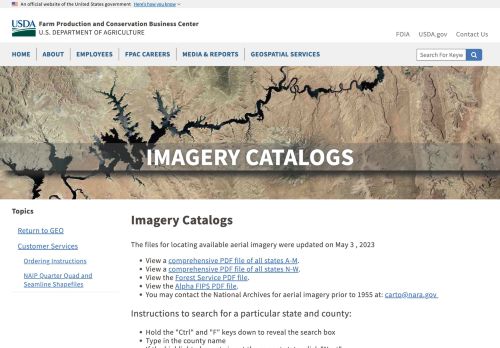 An official website of the United States government Here's how you know
USDA Farm Production and Conservation Business Center
U.S. DEPARTMENT OF AGRICULTURE
FOIA USDA.gov Contact Us
HOME ABOUT EMPLOYEES FPAC CAREERS MEDIA & REPORTS GEOSPATIAL SERVICES
Search For Keyw
IMAGERY CATALOGS
Topics
Return to GEO
Customer Services
Ordering Instructions
NAIP Quarter Quad and
Seamline Shapefiles
Imagery Catalogs
The files for locating available aerial imagery were updated on May 3 , 2023
View a comprehensive PDF file of all states A-M.
View a comprehensive PDF file of all states N-W.
View the Forest Service PDF file.
View the Alpha FIPS PDF file.
You may contact the National Archives for aerial imagery prior to 1955 at: carto@nara.gov
Instructions to search for a particular state and county:
Hold the "Ctrl" and "F" keys down to reveal the search box
Type in the county name